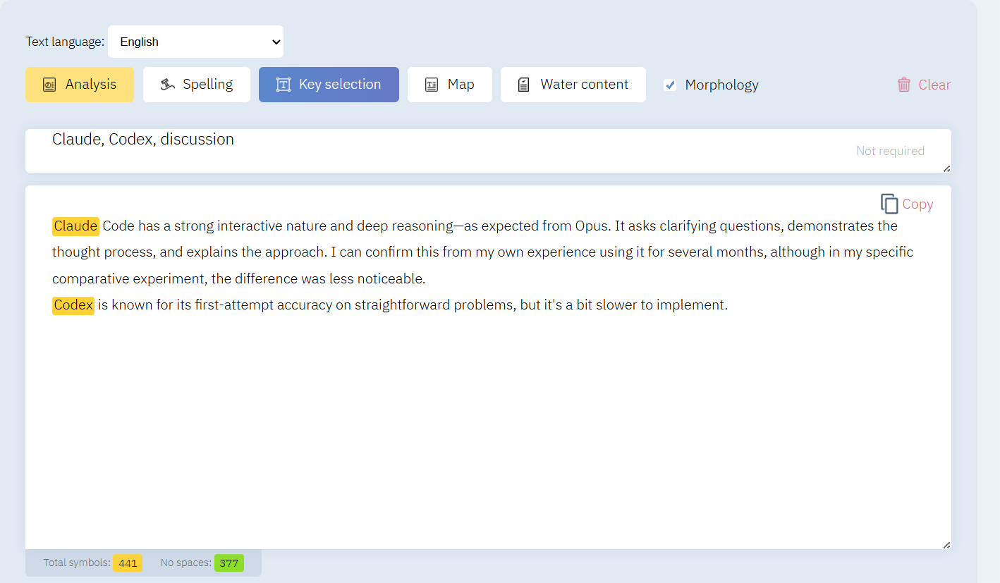 Text language: English
Analysis Spelling Key selection Map Water content Morphology Clear
Claude, Codex, discussion
Not required
Copy
Claude Code has a strong interactive nature and deep reasoning—as expected from Opus. It asks clarifying questions, demonstrates the
thought process, and explains the approach. I can confirm this from my own experience using it for several months, although in my specific
comparative experiment, the difference was less noticeable.
Codex is known for its first-attempt accuracy on straightforward problems, but it's a bit slower to implement.
Total symbols: 441 No spaces: 377